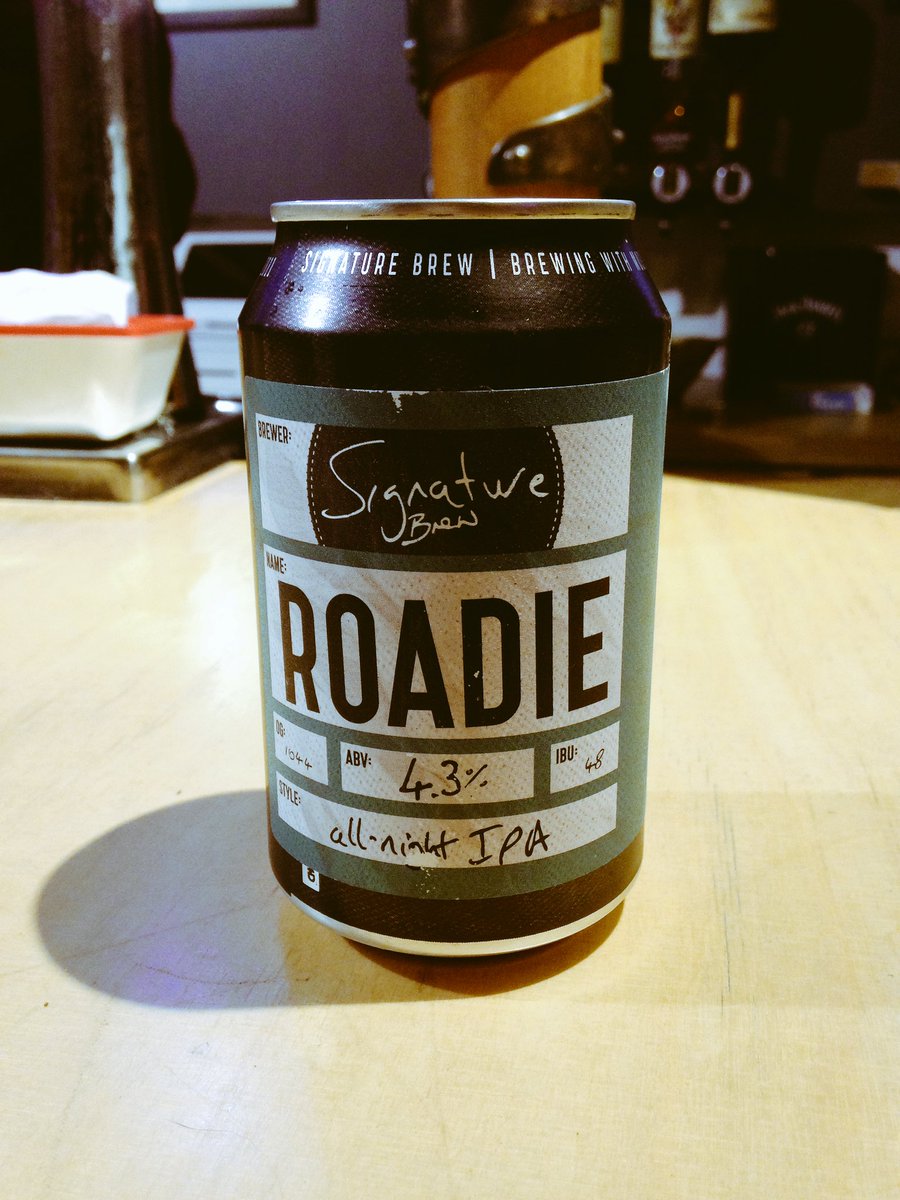 SIGNATURE BREW | BREWING WITH
BREWER:
Signature
Brew
NAME:
ROADIE
OG:
1044
ABV:
4.3%
IBU:
48
STYLE:
all-night IPA